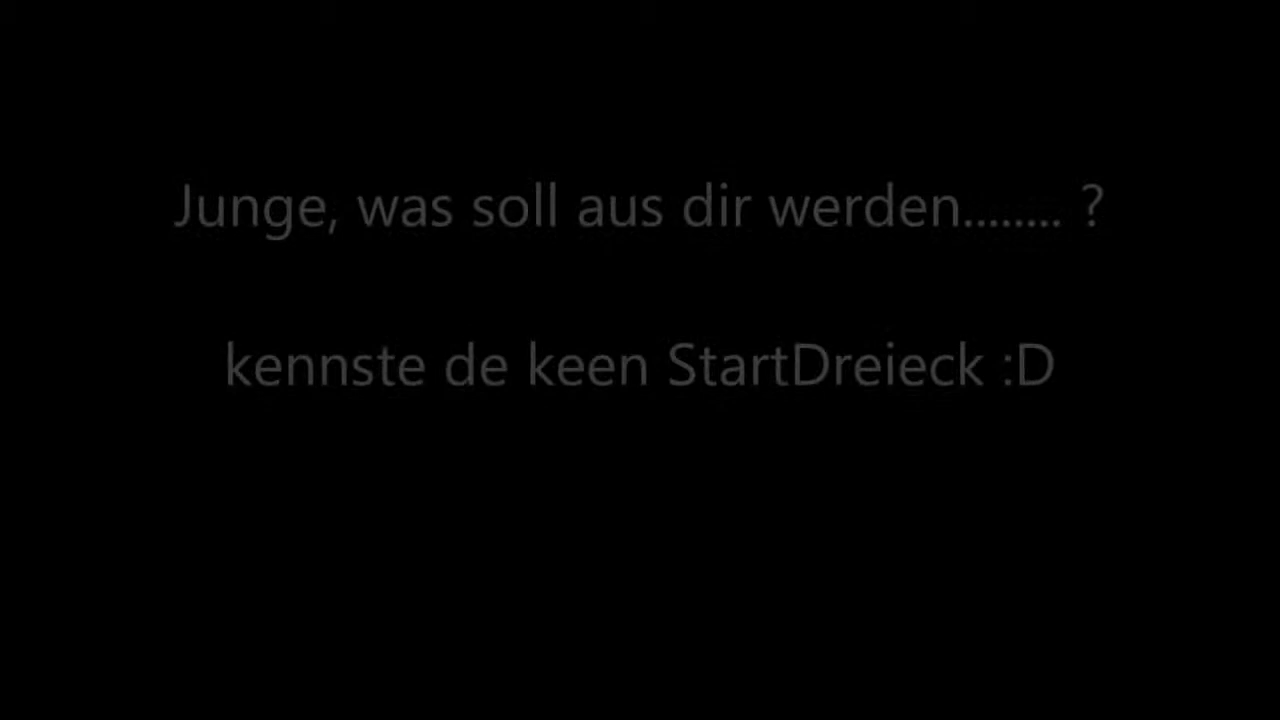 Junge, was soll aus dir werden........ ?
kennste de keen StartDreieck :D